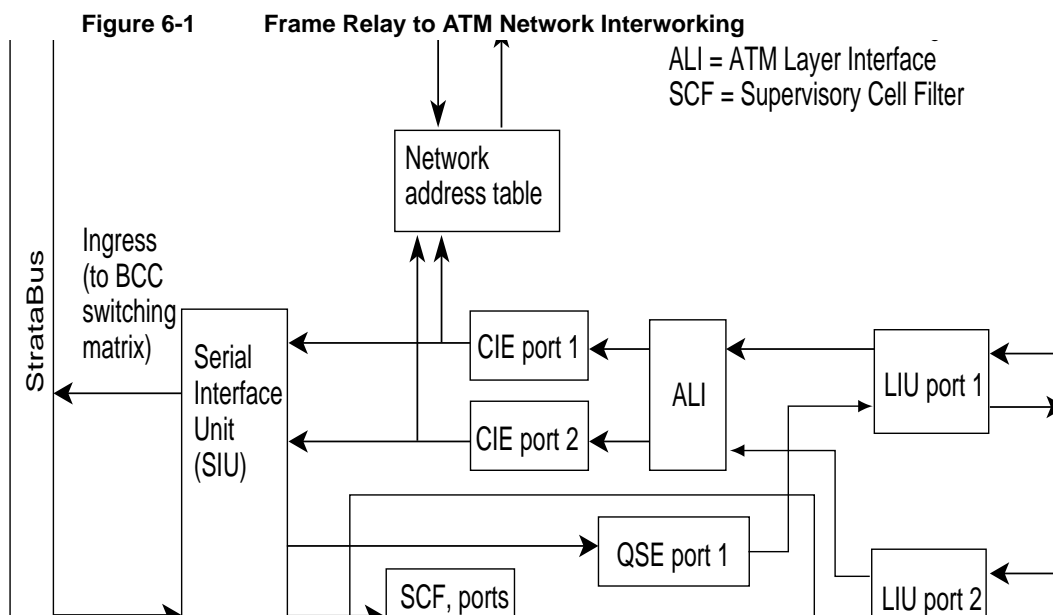 Figure 6-1 Frame Relay to ATM Network Interworking
ALI = ATM Layer Interface
SCF = Supervisory Cell Filter
Network
address table
StrataBus
Ingress
(to BCC
switching
matrix)
Serial
Interface
Unit
(SIU)
CIE port 1
CIE port 2
ALI
LIU port 1
QSE port 1
SCF, ports
LIU port 2